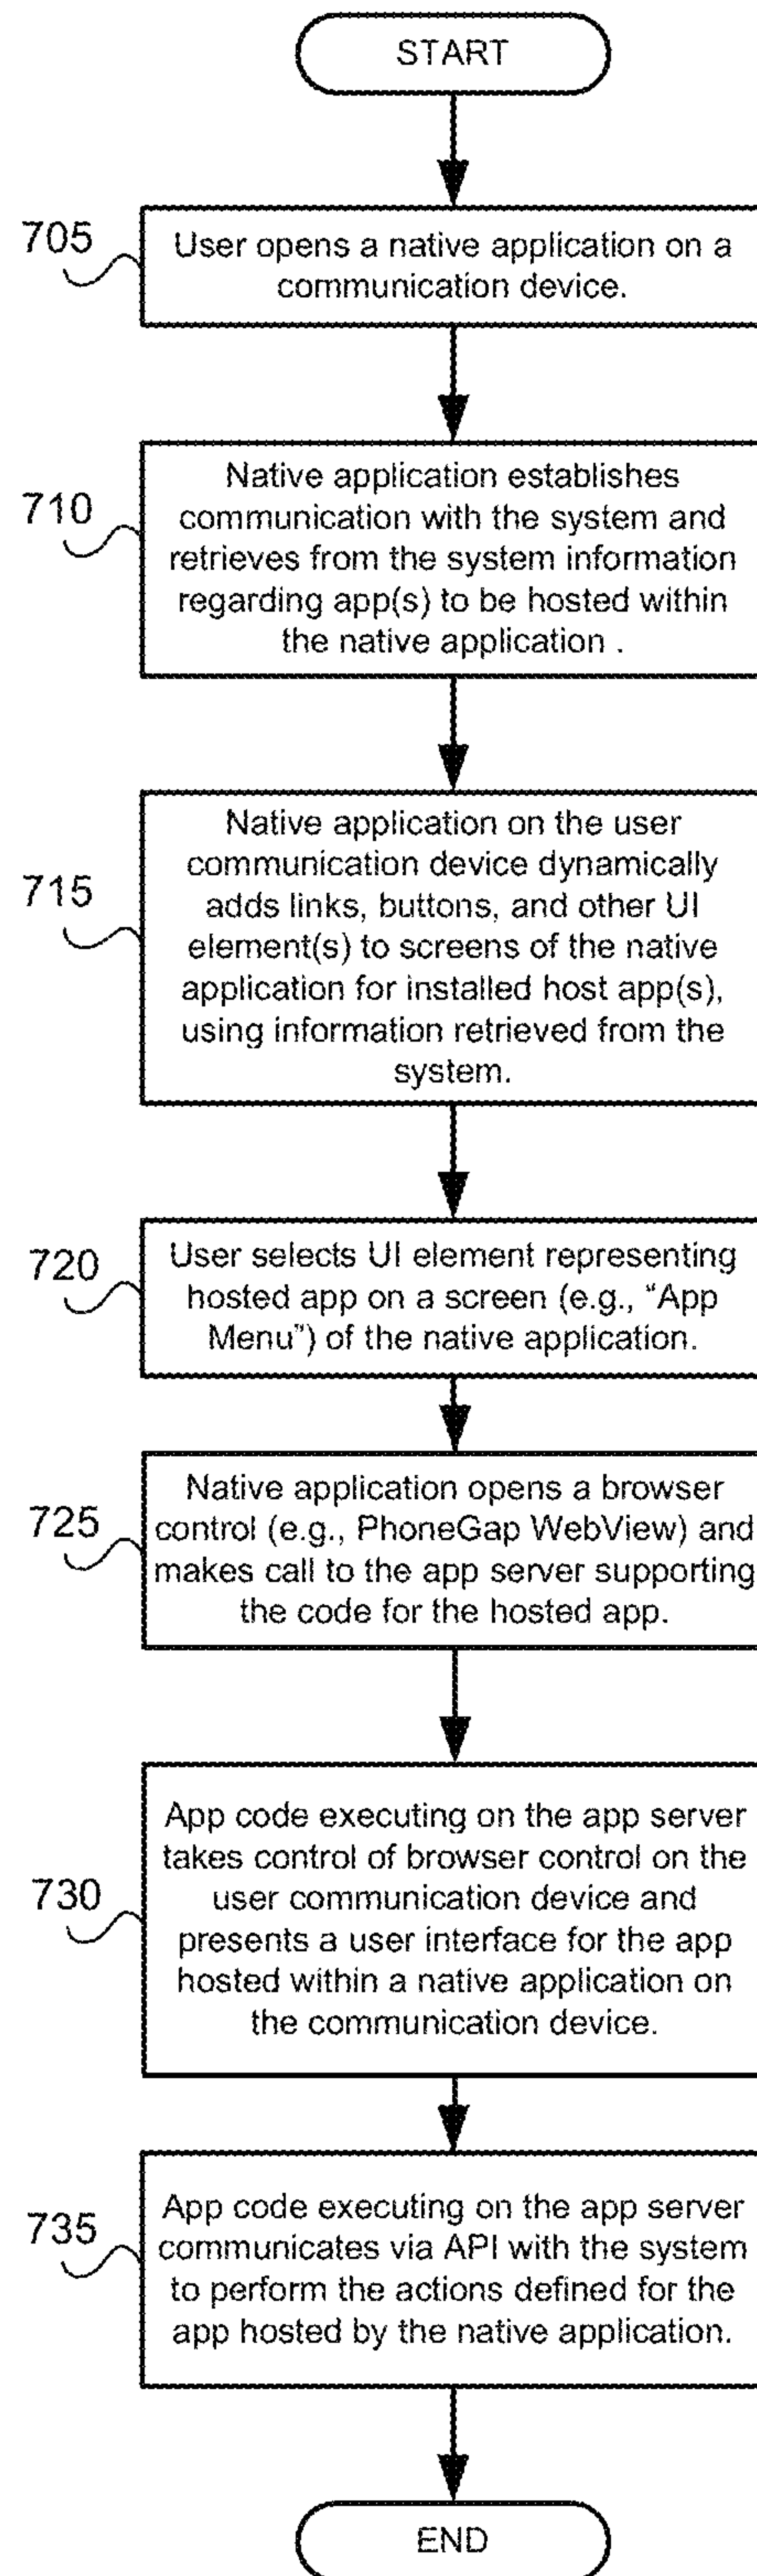 START
705
User opens a native application on a
communication device.
710
Native application establishes
communication with the system and
retrieves from the system information
regarding app(s) to be hosted within
the native application .
715
Native application on the user
communication device dynamically
adds links, buttons, and other UI
element(s) to screens of the native
application for installed host app(s),
using information retrieved from the
system.
720
User selects UI element representing
hosted app on a screen (e.g., “App
Menu”) of the native application.
725
Native application opens a browser
control (e.g., PhoneGap WebView) and
makes call to the app server supporting
the code for the hosted app.
730
App code executing on the app server
takes control of browser control on the
user communication device and
presents a user interface for the app
hosted within a native application on
the communication device.
735
App code executing on the app server
communicates via API with the system
to perform the actions defined for the
app hosted by the native application.
END